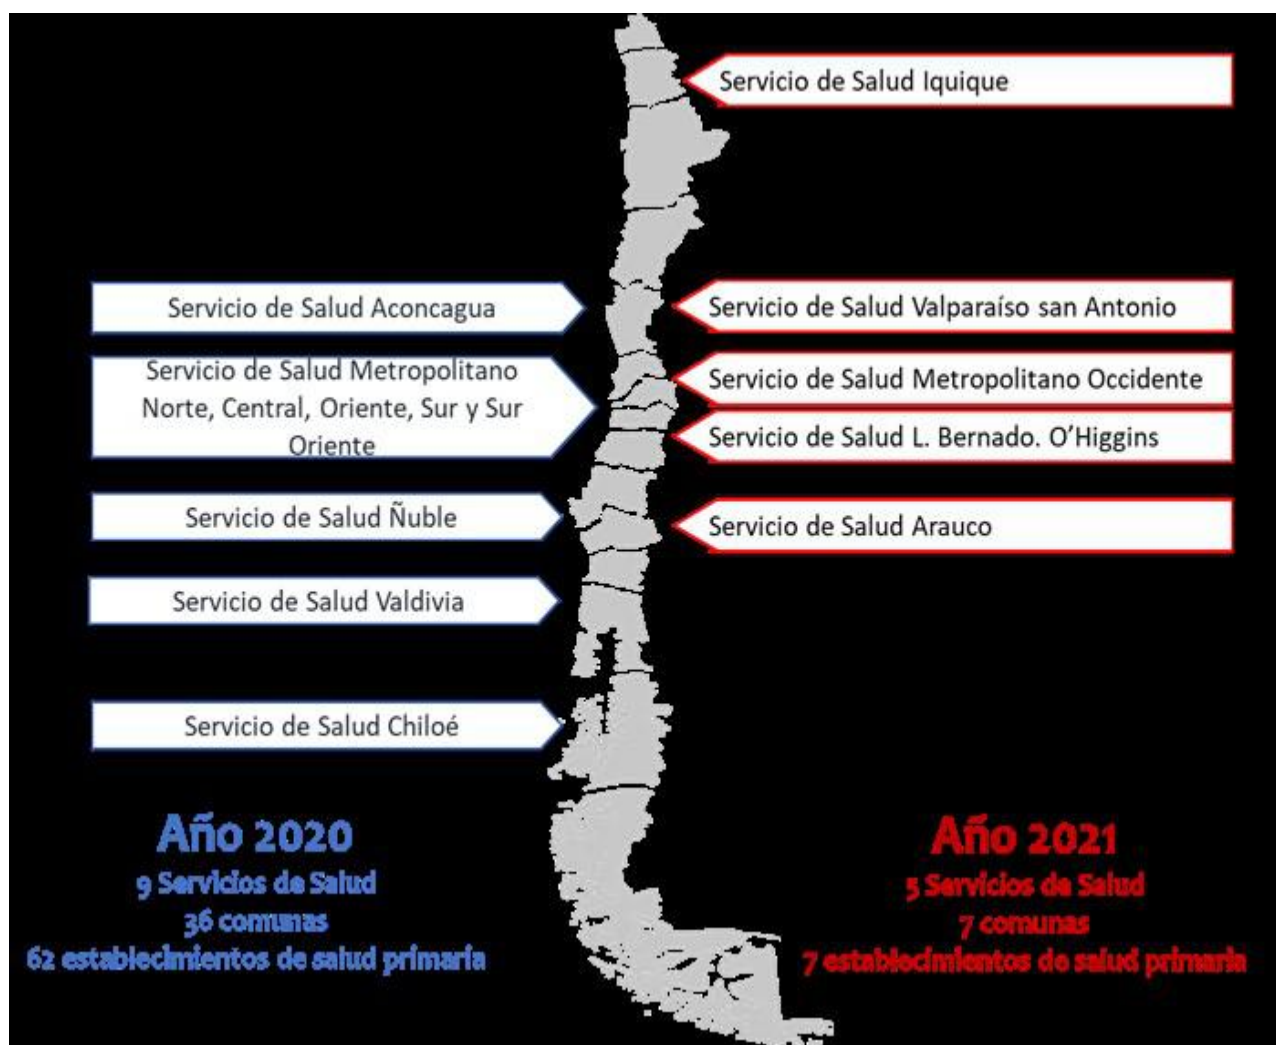 Servicio de Salud Iquique
Servicio de Salud Aconcagua
Servicio de Salud Valparaíso san Antonio
Servicio de Salud Metropolitano
Norte, Central, Oriente, Sur y Sur
Oriente
Servicio de Salud Metropolitano Occidente
Servicio de Salud L. Bernado. O'Higgins
Servicio de Salud Ñuble
Servicio de Salud Arauco
Servicio de Salud Valdivia
Servicio de Salud Chiloé
Año 2020
9 Servicios de Salud
36 comunas
62 establecimientos de salud primaria
Año 2021
5 Servicios de Salud
7 comunas
7 establecimientos de salud primaria